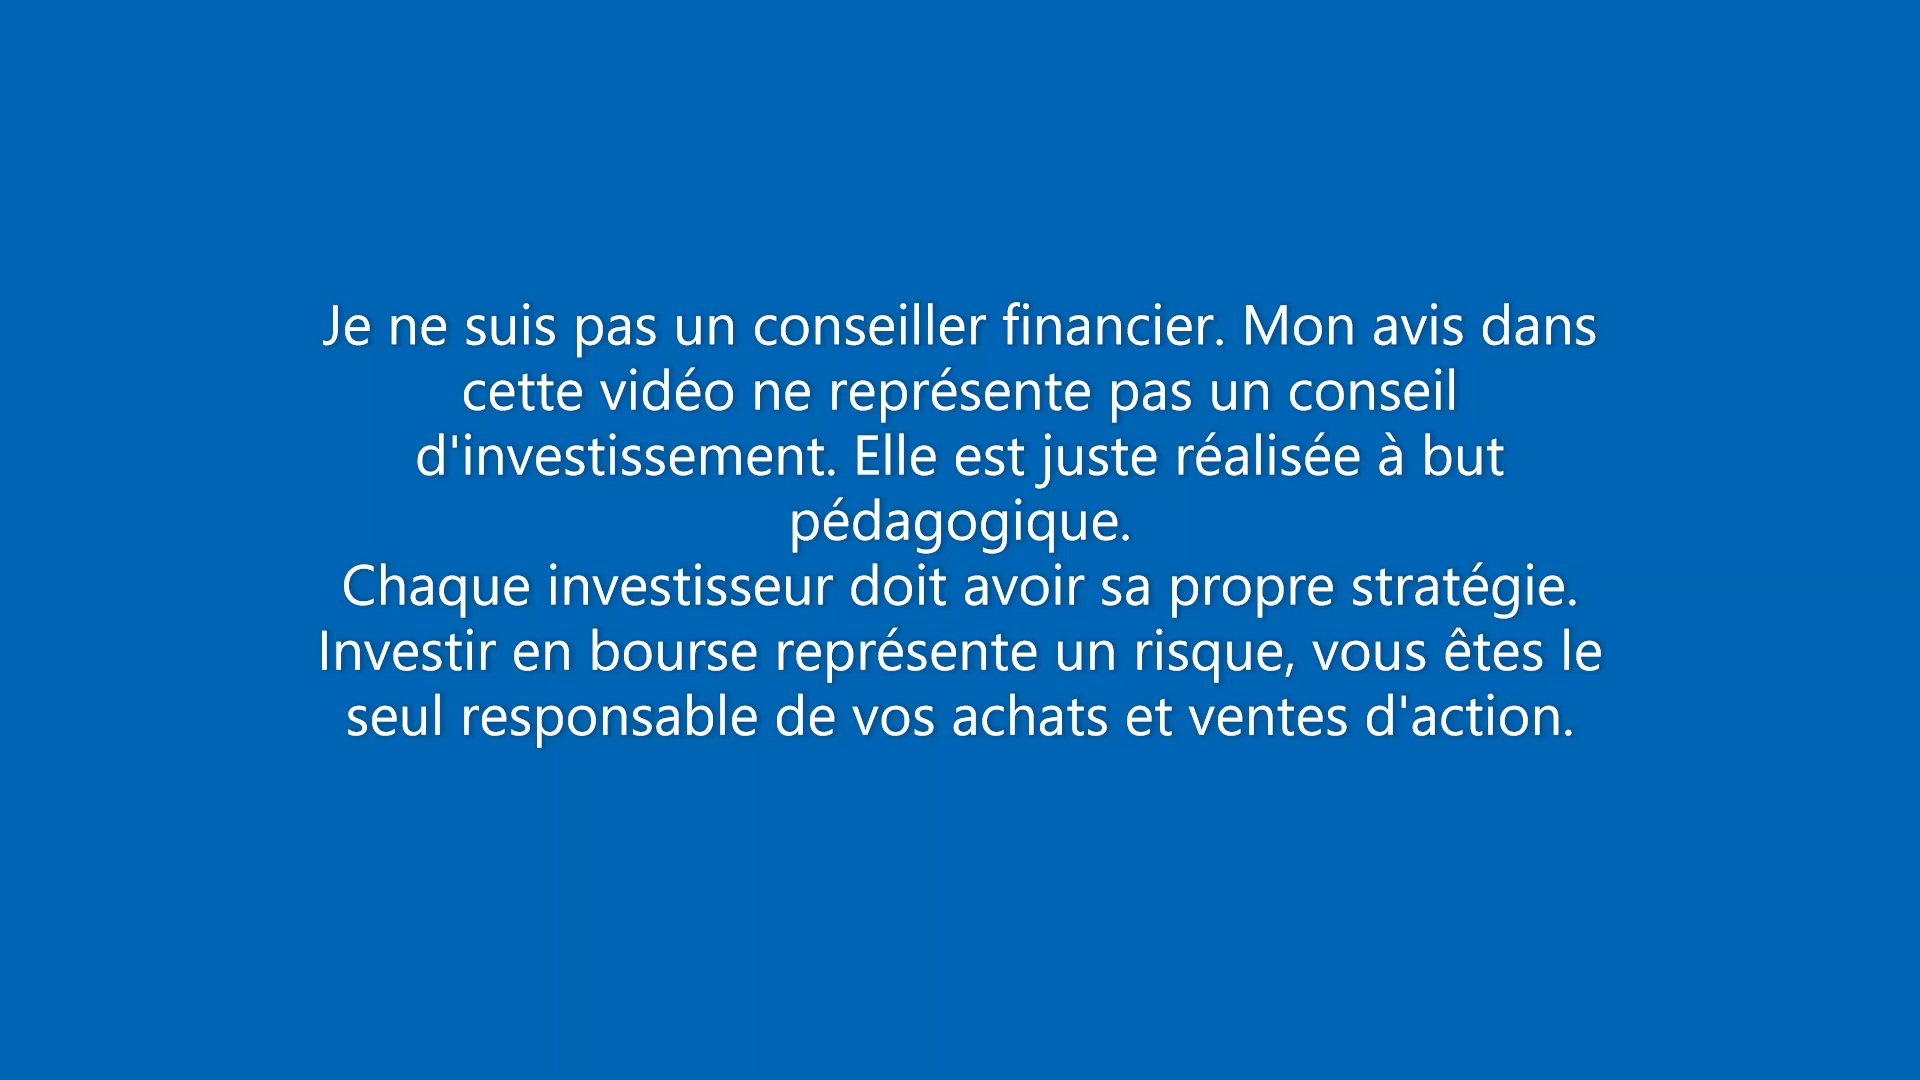 Je ne suis pas un conseiller financier. Mon avis dans
cette vidéo ne représente pas un conseil
d'investissement. Elle est juste réalisée à but
pédagogique.
Chaque investisseur doit avoir sa propre stratégie.
Investir en bourse représente un risque, vous êtes le
seul responsable de vos achats et ventes d'action.